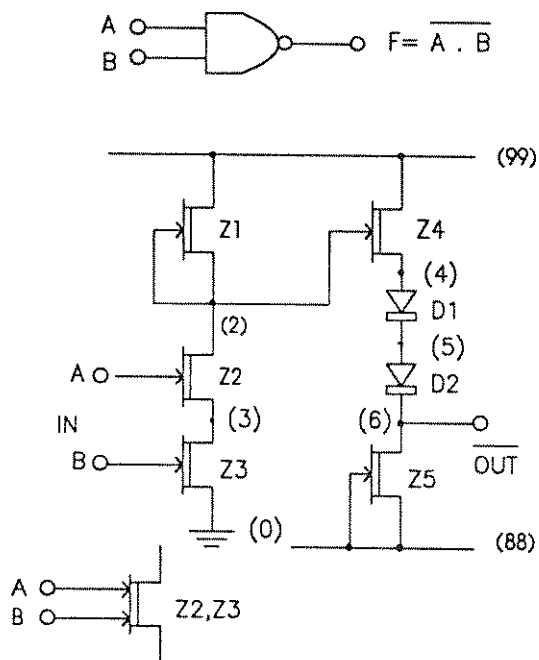 A
B
F= A . B
(99)
Z1
Z4
(4)
D1
(2)
(5)
A
Z2
D2
IN
(3)
(6)
B
Z3
Z5
OUT
(0)
(88)
A
B
Z2,Z3